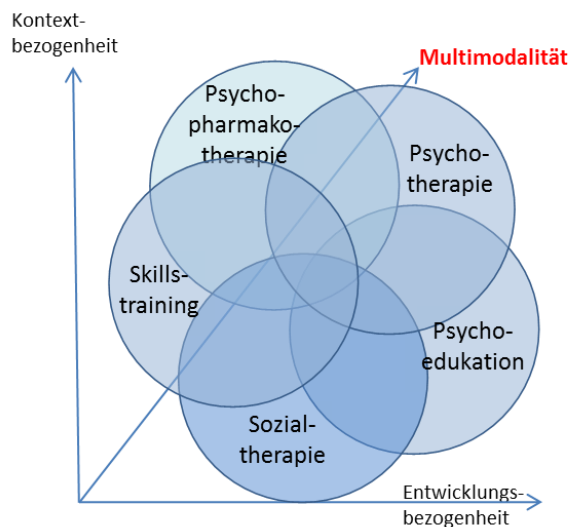 Kontext-
bezogenheit
Multimodalität
Psycho-
pharmako-
therapie
Psycho-
therapie
Skills-
training
Psycho-
edukation
Sozial-
therapie
Entwicklungs-
bezogenheit